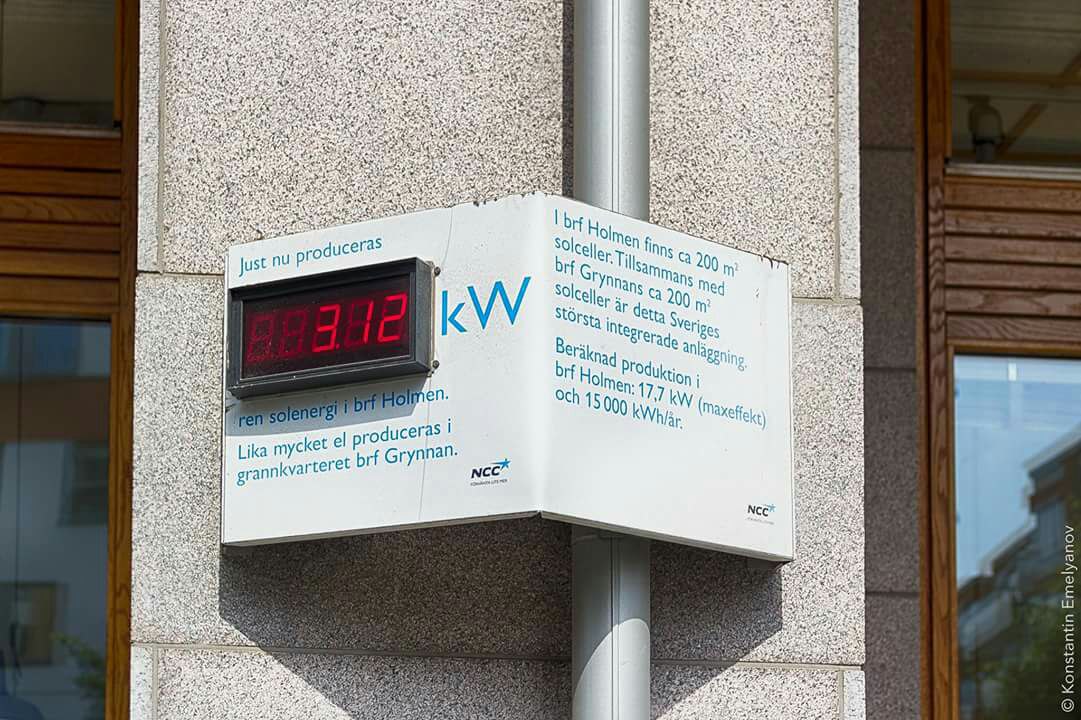 Just nu produceras
3.12 kW
ren solenergi i brf Holmen.
Lika mycket el produceras i
grannkvarteret brf Grynnan.
NCC
I brf Holmen finns ca 200 m²
solceller. Tillsammans med
brf Grynnans ca 200 m²
solceller är detta Sveriges
största integrerade anläggning.
Beräknad produktion i
brf Holmen: 17,7 kW (maxeffekt)
och 15 000 kWh/år.
NCC
© Konstantin Emelyanov